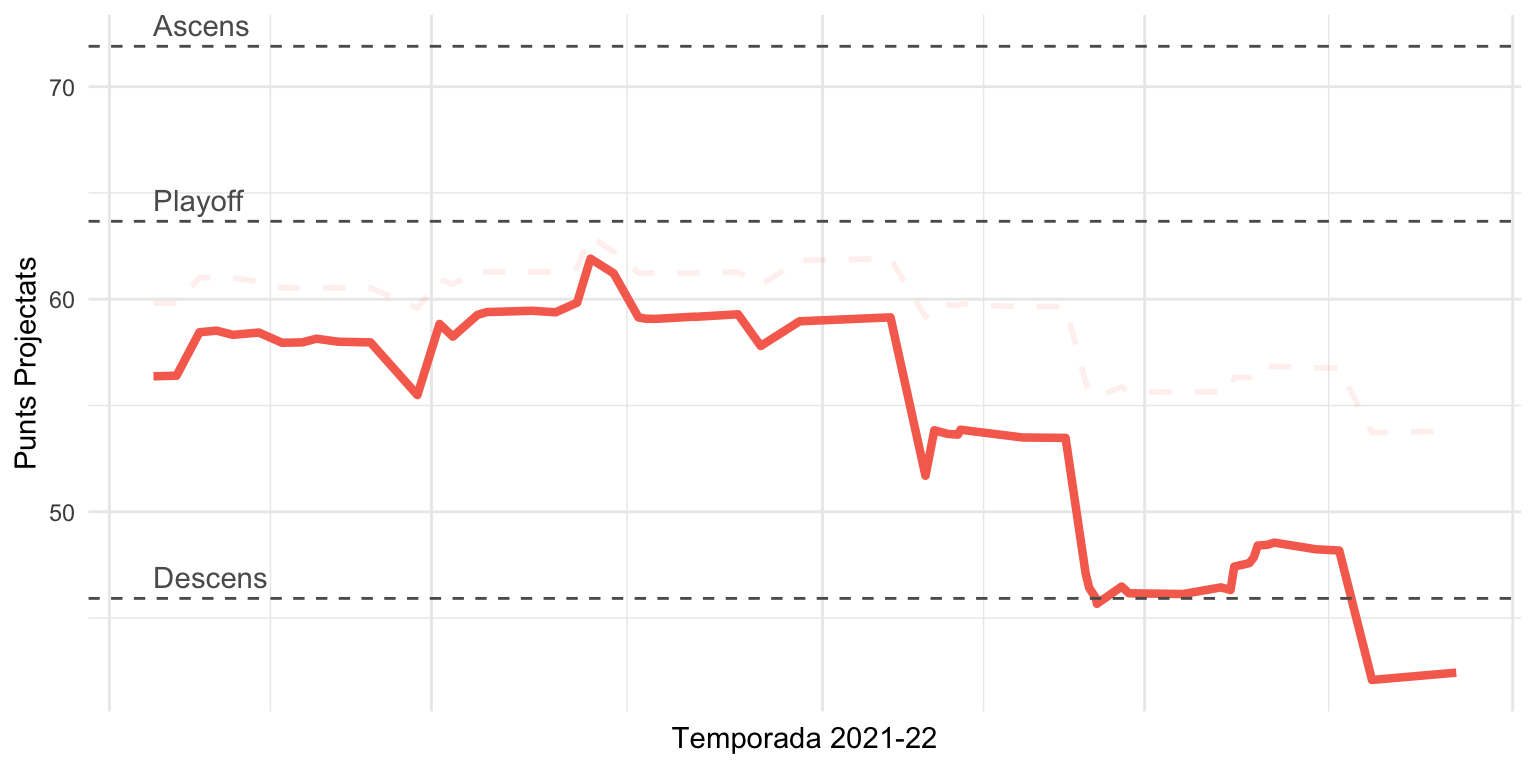 Ascens
70
Playoff
60
50
Descens
Punts Projectats
Temporada 2021-22